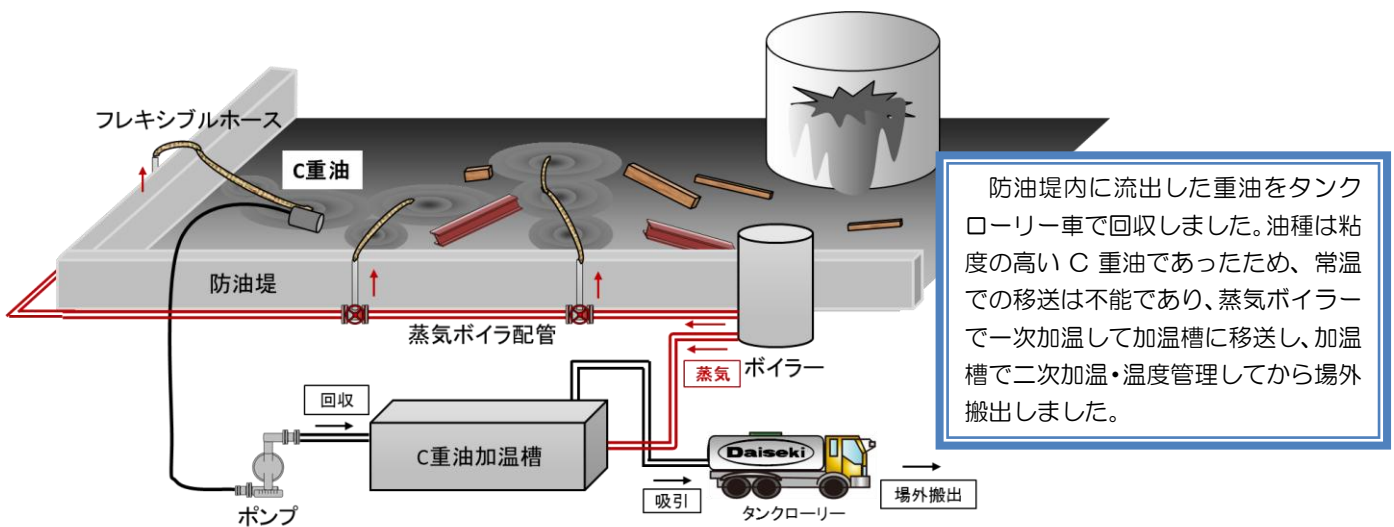 フレキシブルホース
C重油
防油堤
蒸気ボイラ配管
ボイラー
蒸気
回収
C重油加温槽
ポンプ
Daiseki
吸引
タンクローリー
場外搬出
防油堤内に流出した重油をタンク
ローリー車で回収しました。油種は粘
度の高い C 重油であったため、常温
での移送は不能であり、蒸気ボイラー
で一次加温して加温槽に移送し、加温
槽で二次加温・温度管理してから場外
搬出しました。